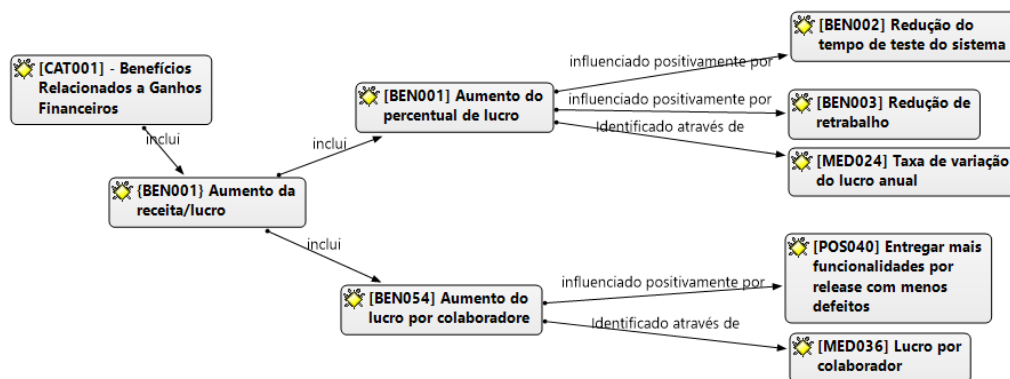 [CAT001] - Benefícios
Relacionados a Ganhos
Financeiros
inclui
{BEN001} Aumento da
receita/lucro
inclui
[BEN001] Aumento do
percentual de lucro
influenciado positivamente por
[BEN002] Redução do
tempo de teste do sistema
influenciado positivamente por
[BEN003] Redução de
retrabalho
Identificado através de
[MED024] Taxa de variação
do lucro anual
inclui
[BEN054] Aumento do
lucro por colaboradore
influenciado positivamente por
[POS040] Entregar mais
funcionalidades por
release com menos
defeitos
Identificado através de
[MED036] Lucro por
colaborador